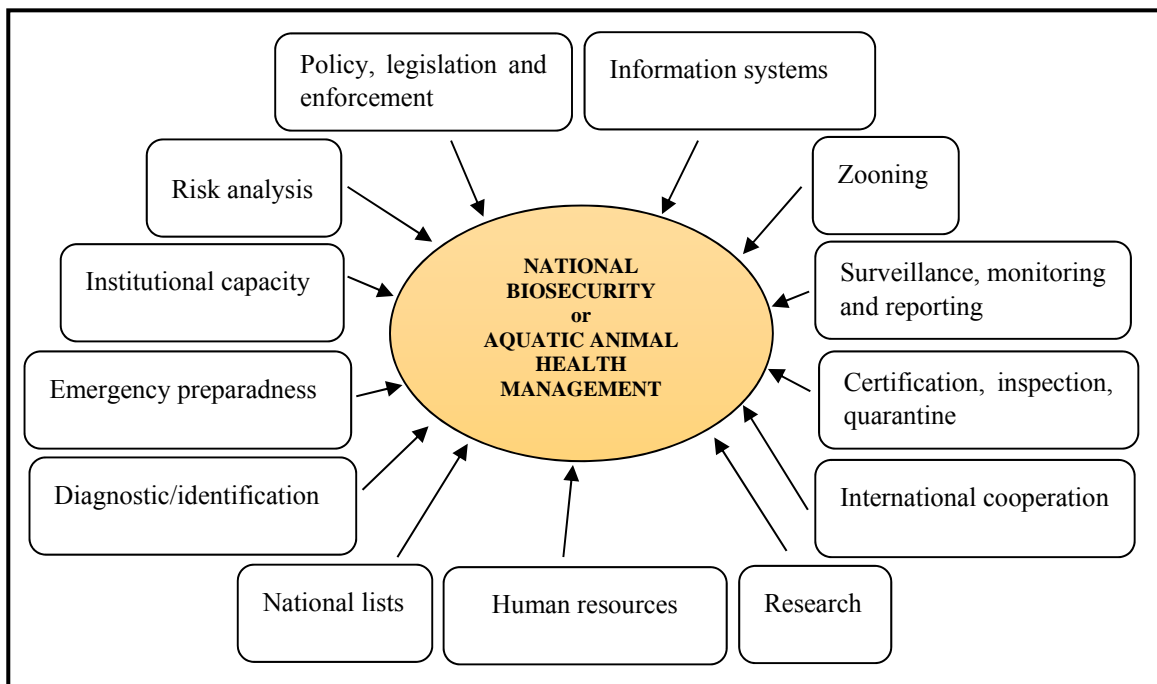 Policy, legislation and
enforcement
Information systems
Risk analysis
Zooning
Institutional capacity
NATIONAL
BIOSECURITY
or
AQUATIC ANIMAL
HEALTH
MANAGEMENT
Surveillance, monitoring
and reporting
Emergency preparadness
Certification, inspection,
quarantine
Diagnostic/identification
International cooperation
National lists
Human resources
Research